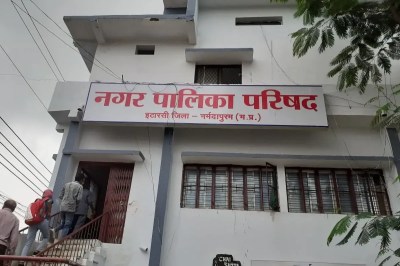 नगर पालिका परिषद
इटारसी जिला - नर्मदापुरम (म.प्र.)